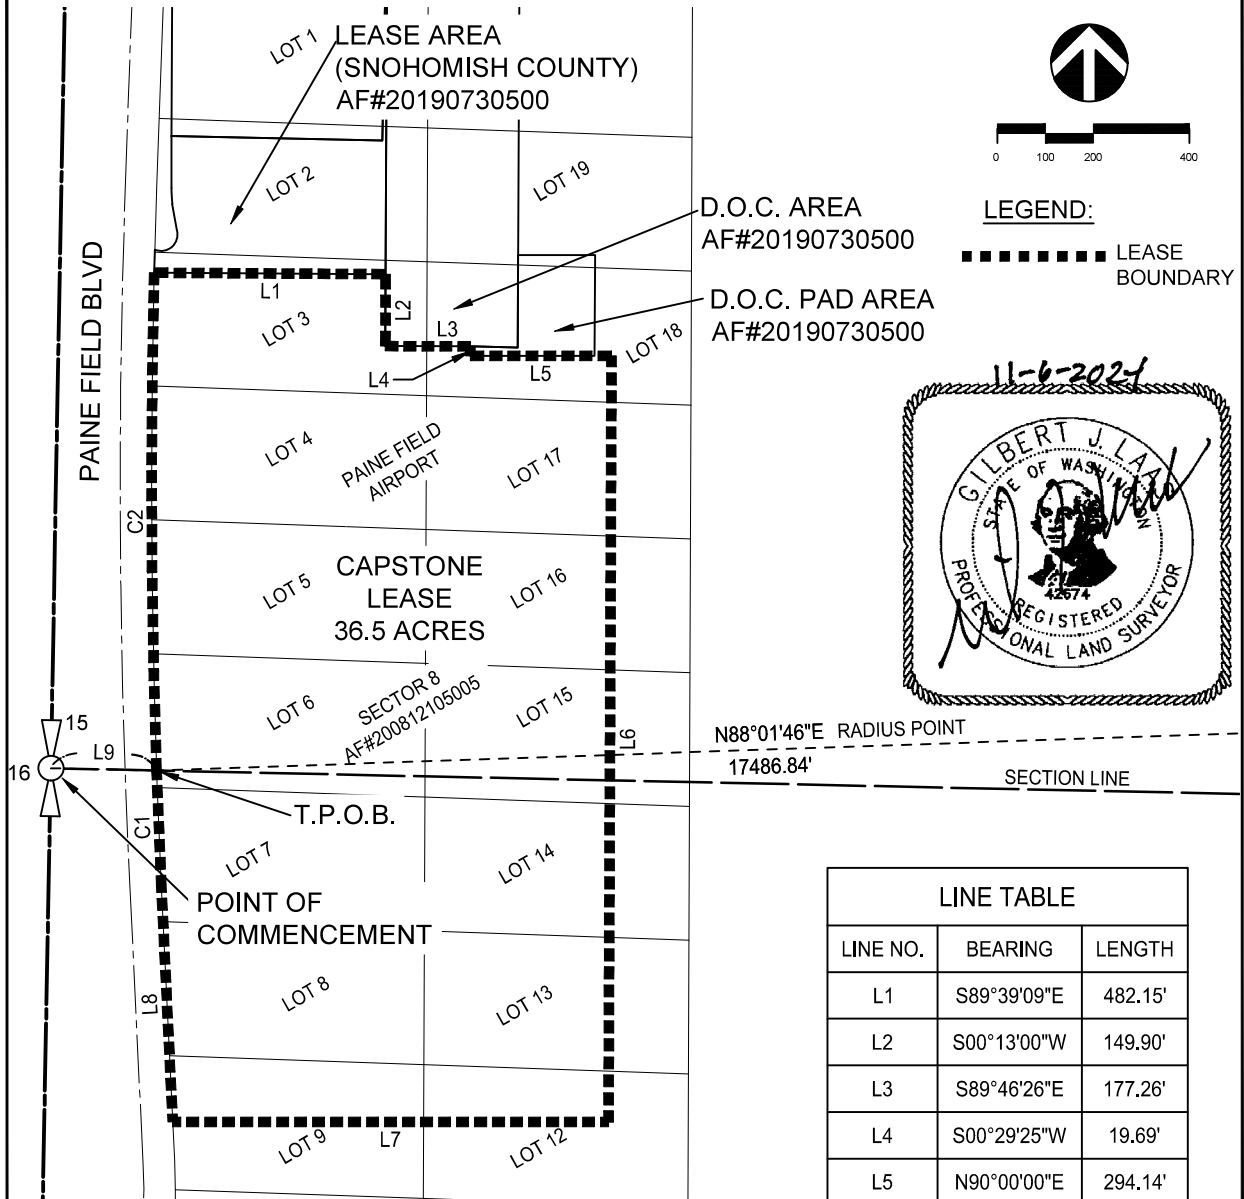 LOT 1
LEASE AREA
(SNOHOMISH COUNTY)
AF#20190730500
0 100 200 400
LOT 2
LOT 19
D.O.C. AREA
AF#20190730500
LEGEND:
LEASE
BOUNDARY
PAINE FIELD BLVD
L1
L2
L3
LOT 3
D.O.C. PAD AREA
AF#20190730500
LOT 18
L4
L5
11-6-2024
LOT 4
PAINE FIELD
AIRPORT
LOT 17
GILBERT J. LAAS
STATE OF WASHINGTON
42674
REGISTERED
PROFESSIONAL LAND SURVEYOR
C2
CAPSTONE
LEASE
36.5 ACRES
LOT 5
LOT 16
LOT 6
SECTOR 8
AF#200812105005
LOT 15
L6
N88°01'46"E RADIUS POINT
17486.84'
SECTION LINE
15
16
L9
T.P.O.B.
C1
LOT 7
LOT 14
POINT OF
COMMENCEMENT
L8
LOT 8
LOT 13
LOT 9
L7
LOT 12
LINE TABLE
LINE NO. BEARING LENGTH
L1 S89°39'09"E 482.15'
L2 S00°13'00"W 149.90'
L3 S89°46'26"E 177.26'
L4 S00°29'25"W 19.69'
L5 N90°00'00"E 294.14'